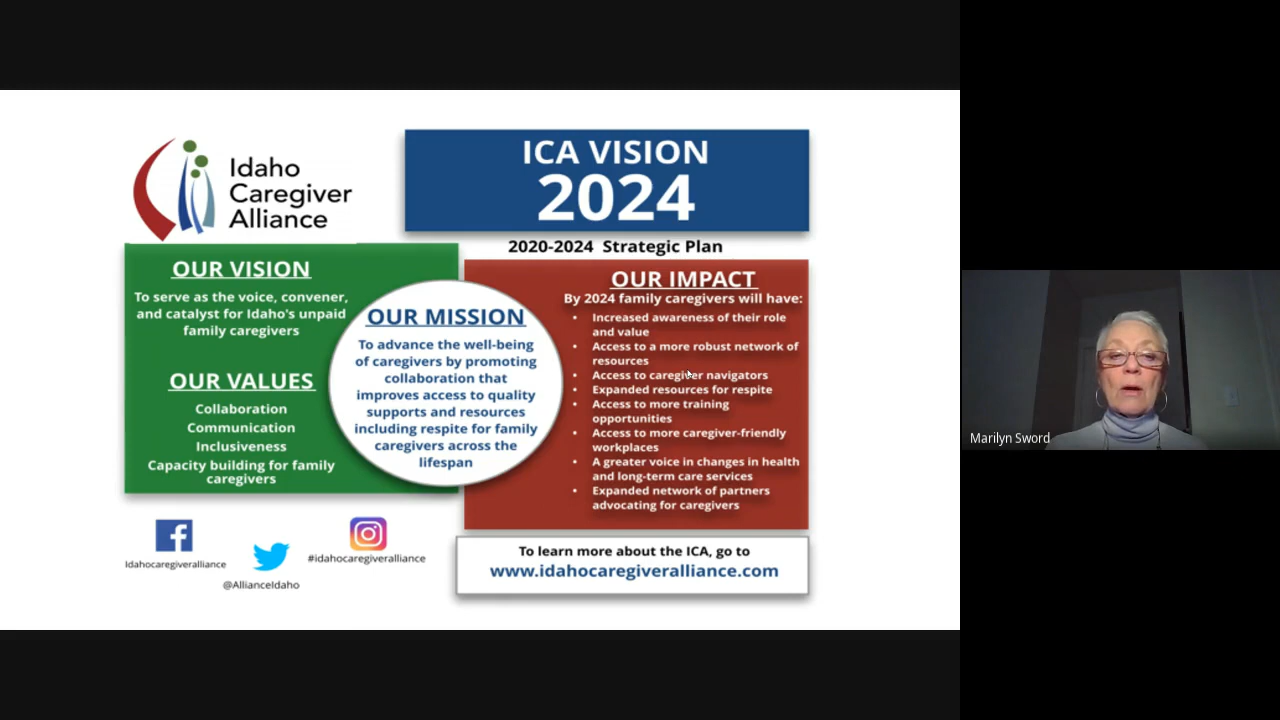 Idaho
Caregiver
Alliance
ICA VISION
2024
2020-2024 Strategic Plan
OUR VISION
To serve as the voice, convener,
and catalyst for Idaho's unpaid
family caregivers
OUR VALUES
Collaboration
Communication
Inclusiveness
Capacity building for family
caregivers
OUR MISSION
To advance the well-being
of caregivers by promoting
collaboration that
improves access to quality
supports and resources
including respite for family
caregivers across the
lifespan
OUR IMPACT
By 2024 family caregivers will have:
• Increased awareness of their role
and value
• Access to a more robust network of
resources
• Access to caregiver navigators
• Expanded resources for respite
• Access to more training
opportunities
• Access to more caregiver-friendly
workplaces
• A greater voice in changes in health
and long-term care services
• Expanded network of partners
advocating for caregivers
Idahocaregiveralliance
@AllianceIdaho
#idahocaregiveralliance
To learn more about the ICA, go to
www.idahocaregiveralliance.com
Marilyn Sword